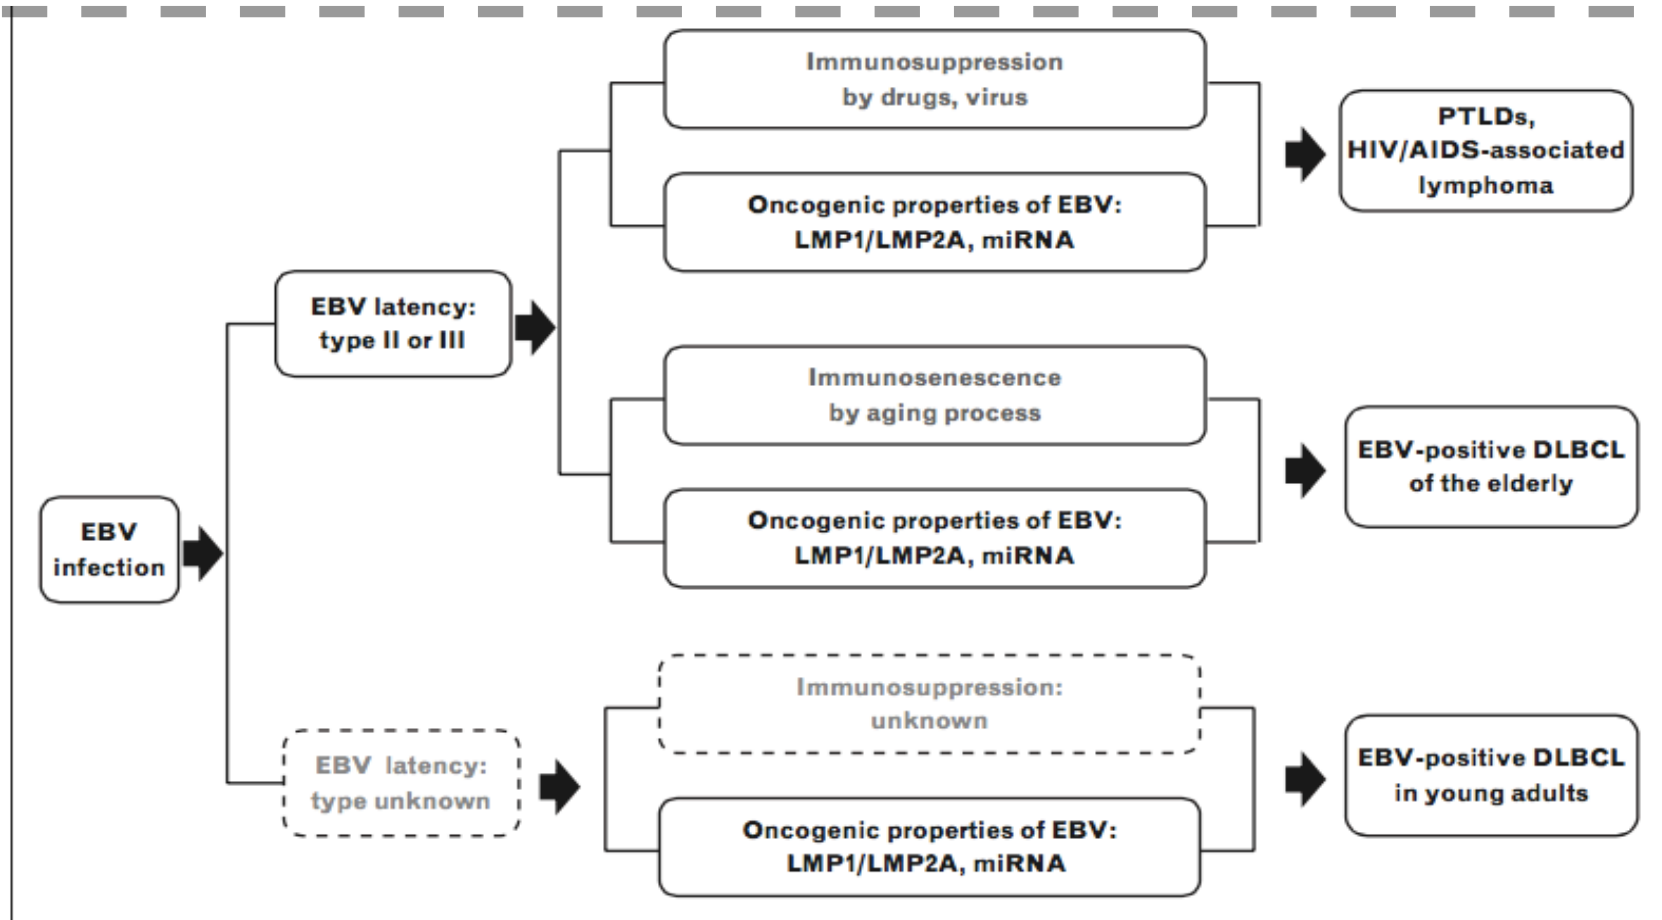 Immunosuppression
by drugs, virus
PTLDs,
HIV/AIDS-associated
lymphoma
Oncogenic properties of EBV:
LMP1/LMP2A, miRNA
EBV latency:
type II or III
Immunosenescence
by aging process
EBV-positive DLBCL
of the elderly
Oncogenic properties of EBV:
LMP1/LMP2A, miRNA
EBV
infection
Immunosuppression:
unknown
EBV latency:
type unknown
EBV-positive DLBCL
in young adults
Oncogenic properties of EBV:
LMP1/LMP2A, miRNA